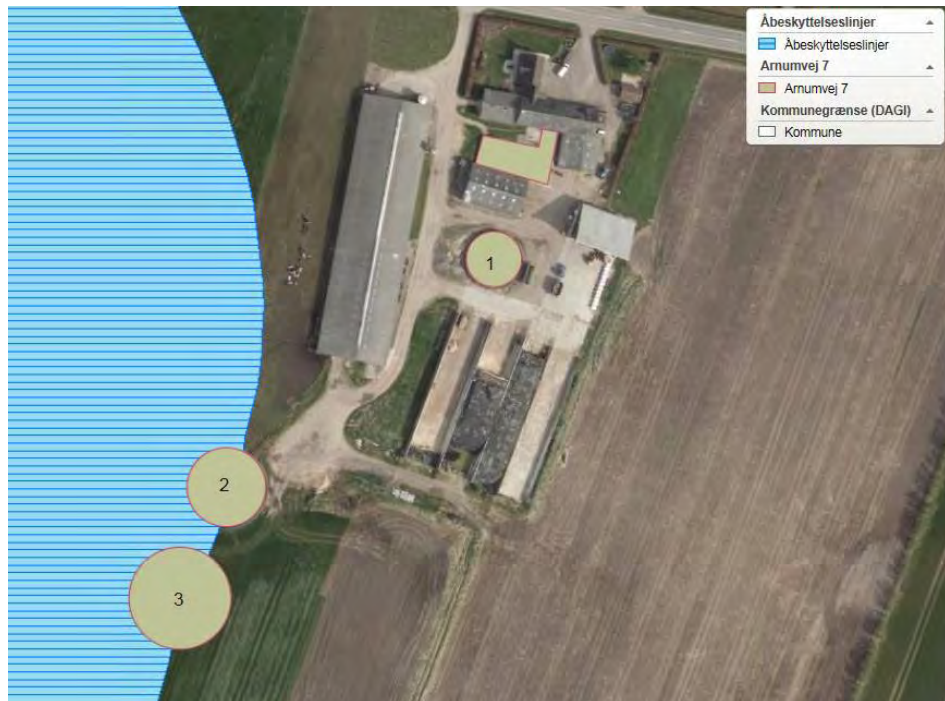 Åbeskyttelseslinjer
Åbeskyttelseslinjer
Arnumvej 7
Arnumvej 7
Kommunegrænse (DAGI)
Kommune
1
2
3